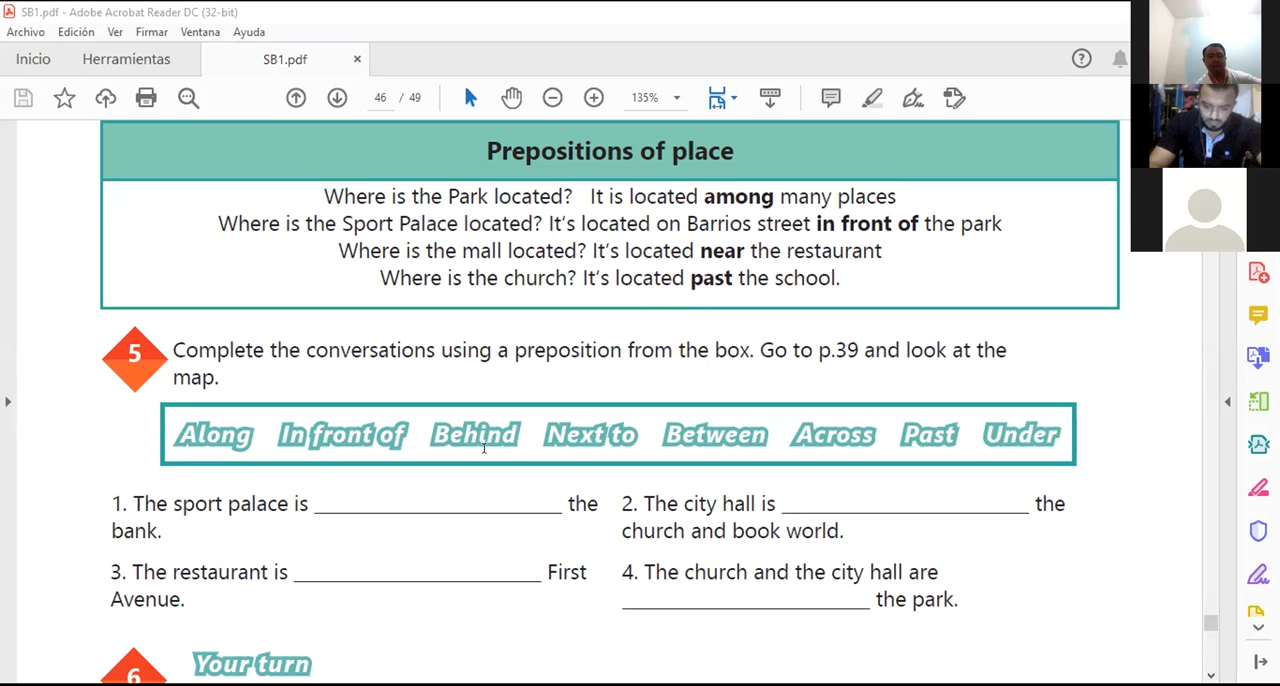 SB1.pdf - Adobe Acrobat Reader DC (32-bit)
Archivo Edición Ver Firmar Ventana Ayuda
Inicio Herramientas SB1.pdf ×
46 / 49 135%
Prepositions of place
Where is the Park located? It is located among many places
Where is the Sport Palace located? It's located on Barrios street in front of the park
Where is the mall located? It's located near the restaurant
Where is the church? It's located past the school.
5 Complete the conversations using a preposition from the box. Go to p.39 and look at the
map.
Along In front of Behind Next to Between Across Past Under
1. The sport palace is ______________________ the
bank.
2. The city hall is ______________________ the
church and book world.
3. The restaurant is ______________________ First
Avenue.
4. The church and the city hall are
______________________ the park.
6 Your turn